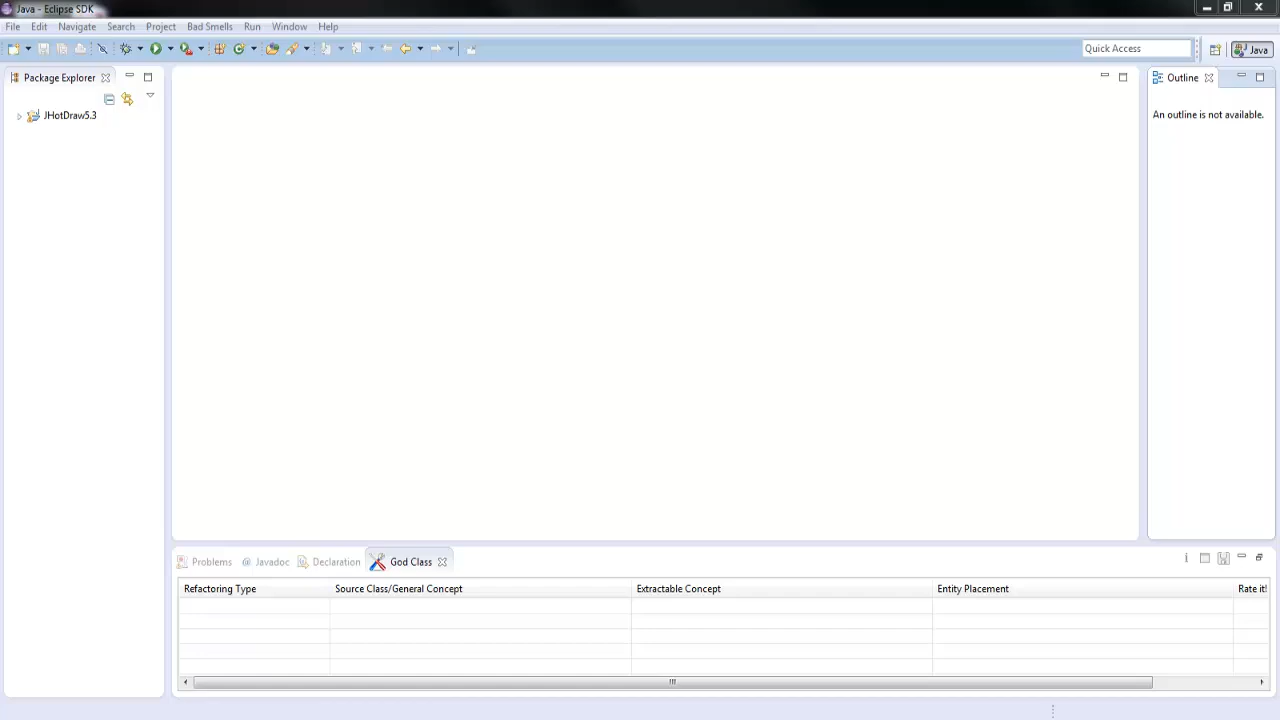 Java - Eclipse SDK
File Edit Navigate Search Project Bad Smells Run Window Help
Quick Access
Java
Package Explorer
Outline
JHotDraw5.3
An outline is not available.
Problems
@ Javadoc
Declaration
God Class
Refactoring Type
Source Class/General Concept
Extractable Concept
Entity Placement
Rate it!